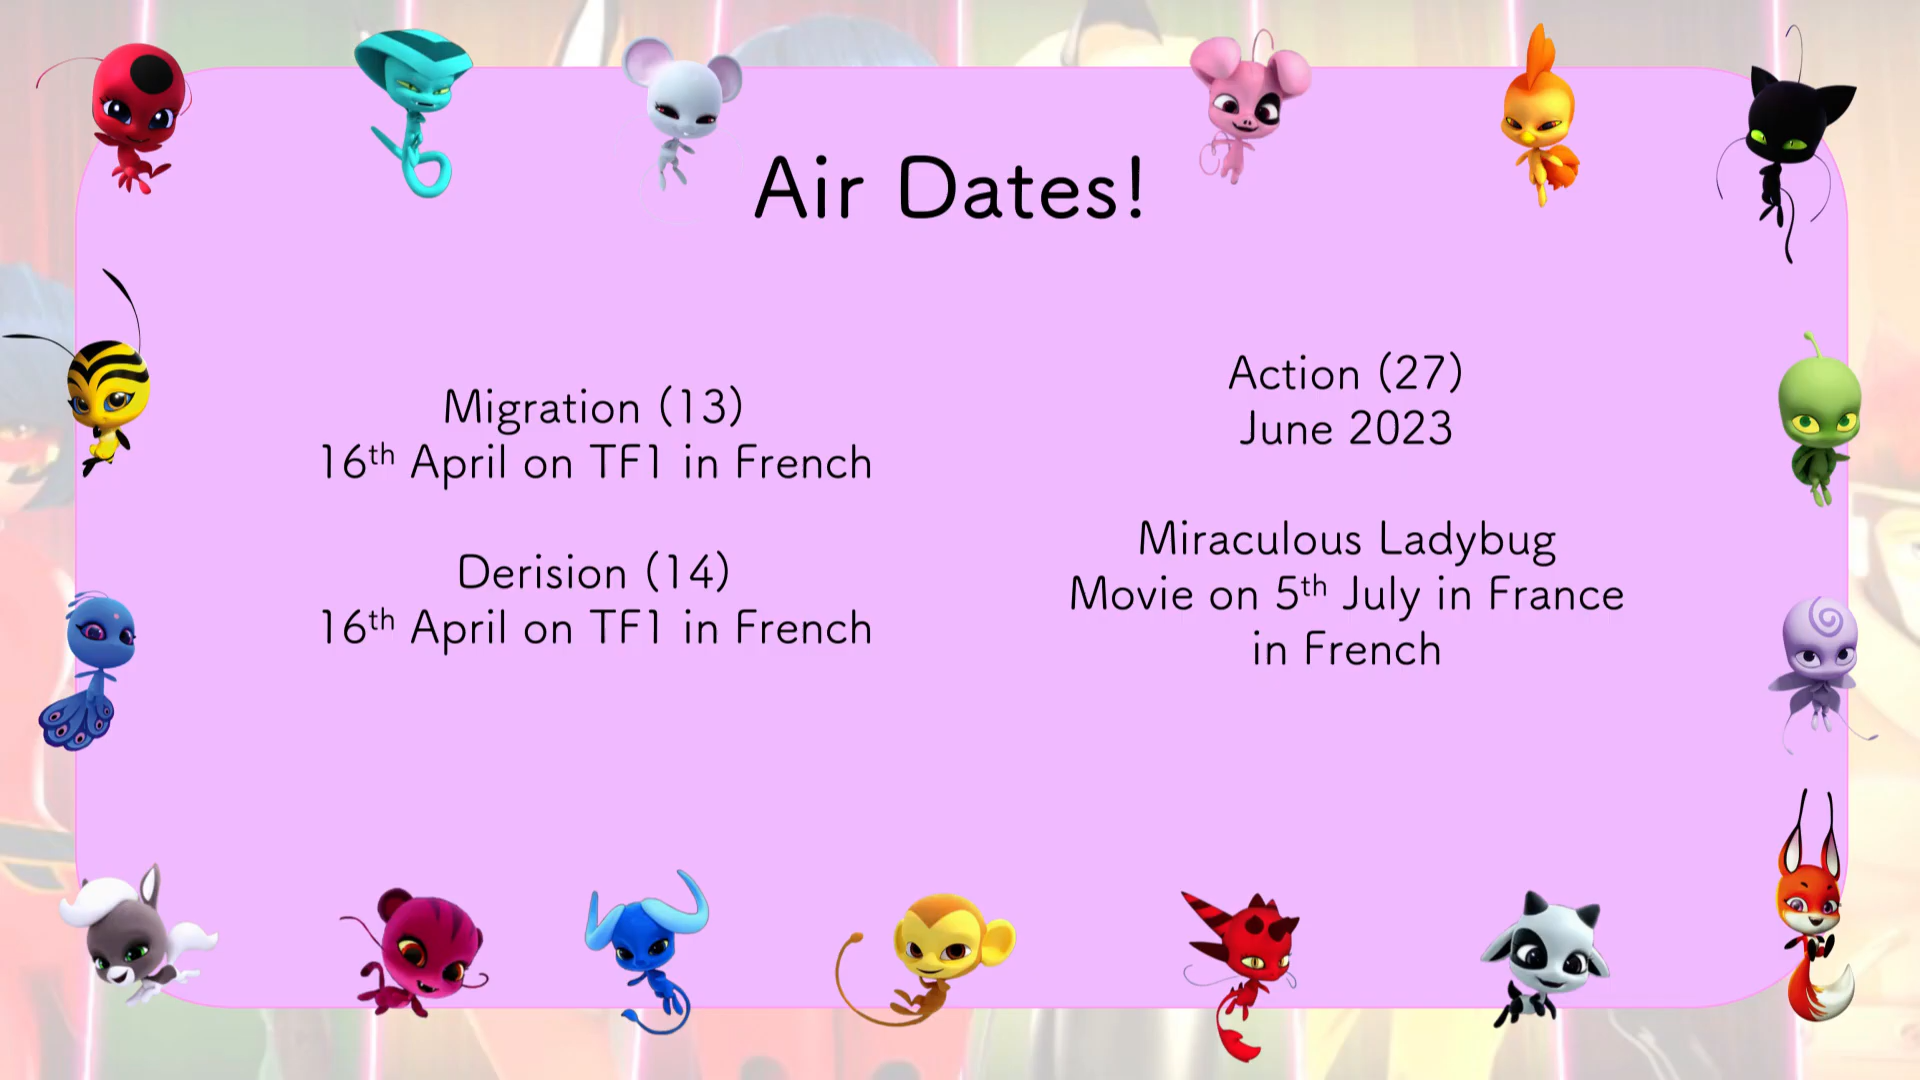 Air Dates!
Migration (13)
16th April on TF1 in French
Derision (14)
16th April on TF1 in French
Action (27)
June 2023
Miraculous Ladybug
Movie on 5th July in France
in French